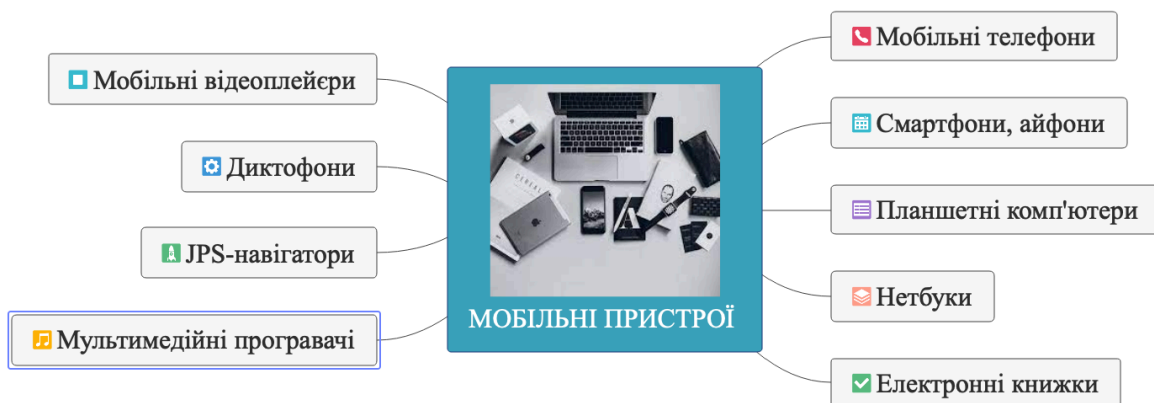 Мобільні телефони
Мобільні відеоплейєри
Смартфони, айфони
Диктофони
Планшетні комп'ютери
JPS-навігатори
Нетбуки
Мультимедійні програвачі
МОБІЛЬНІ ПРИСТРОЇ
Електронні книжки
CEREAL